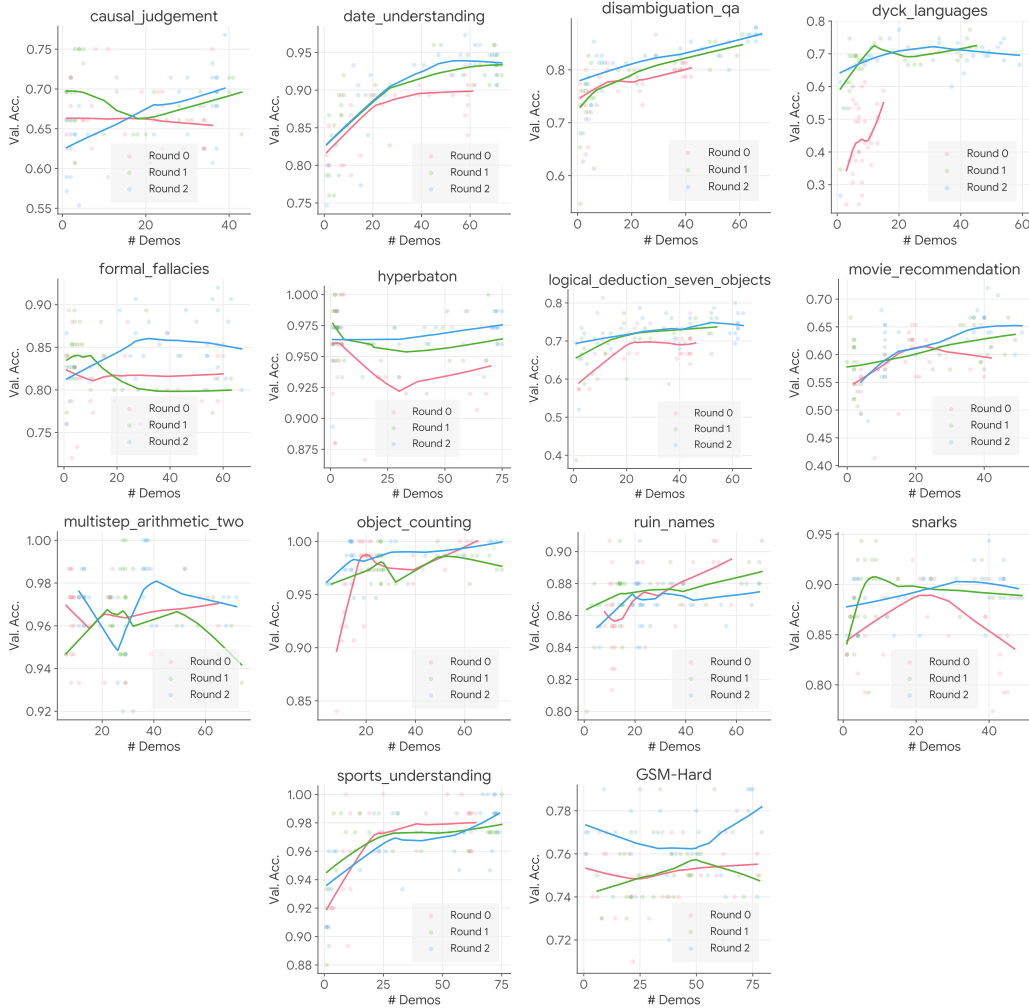 causal_judgement
Val. Acc.
0.75
0.70
0.65
0.60
0.55
Round 0
Round 1
Round 2
0
20
40
# Demos
date_understanding
Val. Acc.
0.95
0.90
0.85
0.80
0.75
Round 0
Round 1
Round 2
0
20
40
60
# Demos
disambiguation_qa
Val. Acc.
0.8
0.6
Round 0
Round 1
Round 2
0
20
40
60
# Demos
dyck_languages
Val. Acc.
0.8
0.7
0.6
0.5
0.4
0.3
Round 0
Round 1
Round 2
0
20
40
60
# Demos
formal_fallacies
Val. Acc.
0.90
0.85
0.80
0.75
Round 0
Round 1
Round 2
0
20
40
60
# Demos
hyperbaton
Val. Acc.
1.000
0.975
0.950
0.925
0.900
0.875
Round 0
Round 1
Round 2
0
25
50
75
# Demos
logical_deduction_seven_objects
Val. Acc.
0.8
0.7
0.6
0.5
0.4
Round 0
Round 1
Round 2
0
20
40
60
# Demos
movie_recommendation
Val. Acc.
0.70
0.65
0.60
0.55
0.50
0.45
0.40
Round 0
Round 1
Round 2
0
20
40
# Demos
multistep_arithmetic_two
Val. Acc.
1.00
0.98
0.96
0.94
0.92
Round 0
Round 1
Round 2
20
40
60
# Demos
object_counting
Val. Acc.
1.00
0.95
0.90
0.85
Round 0
Round 1
Round 2
20
40
60
# Demos
ruin_names
Val. Acc.
0.90
0.88
0.86
0.84
0.82
0.80
Round 0
Round 1
Round 2
0
20
40
60
# Demos
snarks
Val. Acc.
0.95
0.90
0.85
0.80
Round 0
Round 1
Round 2
0
20
40
# Demos
sports_understanding
Val. Acc.
1.00
0.98
0.96
0.94
0.92
0.90
0.88
Round 0
Round 1
Round 2
0
25
50
75
# Demos
GSM-Hard
Val. Acc.
0.78
0.76
0.74
0.72
Round 0
Round 1
Round 2
0
25
50
75
# Demos